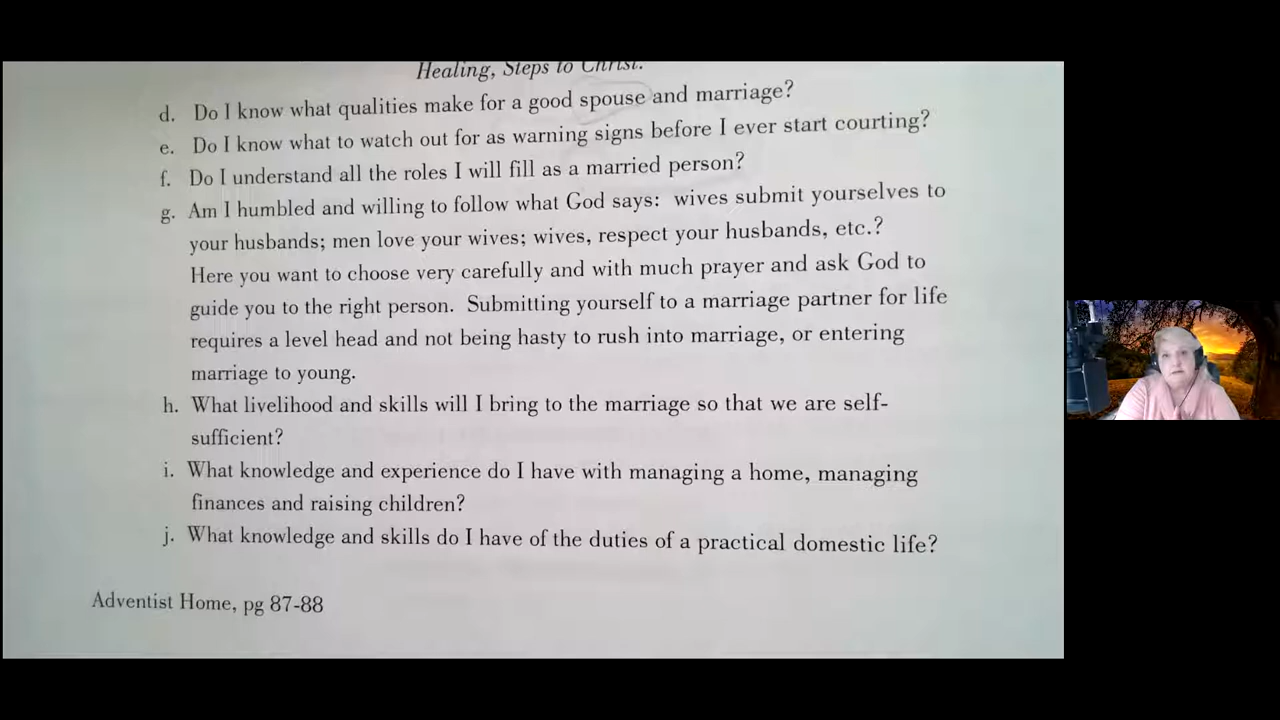 Healing, Steps to Christ.
d. Do I know what qualities make for a good spouse and marriage?
e. Do I know what to watch out for as warning signs before I ever start courting?
f. Do I understand all the roles I will fill as a married person?
g. Am I humbled and willing to follow what God says: wives submit yourselves to
your husbands; men love your wives; wives, respect your husbands, etc.?
Here you want to choose very carefully and with much prayer and ask God to
guide you to the right person. Submitting yourself to a marriage partner for life
requires a level head and not being hasty to rush into marriage, or entering
marriage to young.
h. What livelihood and skills will I bring to the marriage so that we are self-
sufficient?
i. What knowledge and experience do I have with managing a home, managing
finances and raising children?
j. What knowledge and skills do I have of the duties of a practical domestic life?
Adventist Home, pg 87-88